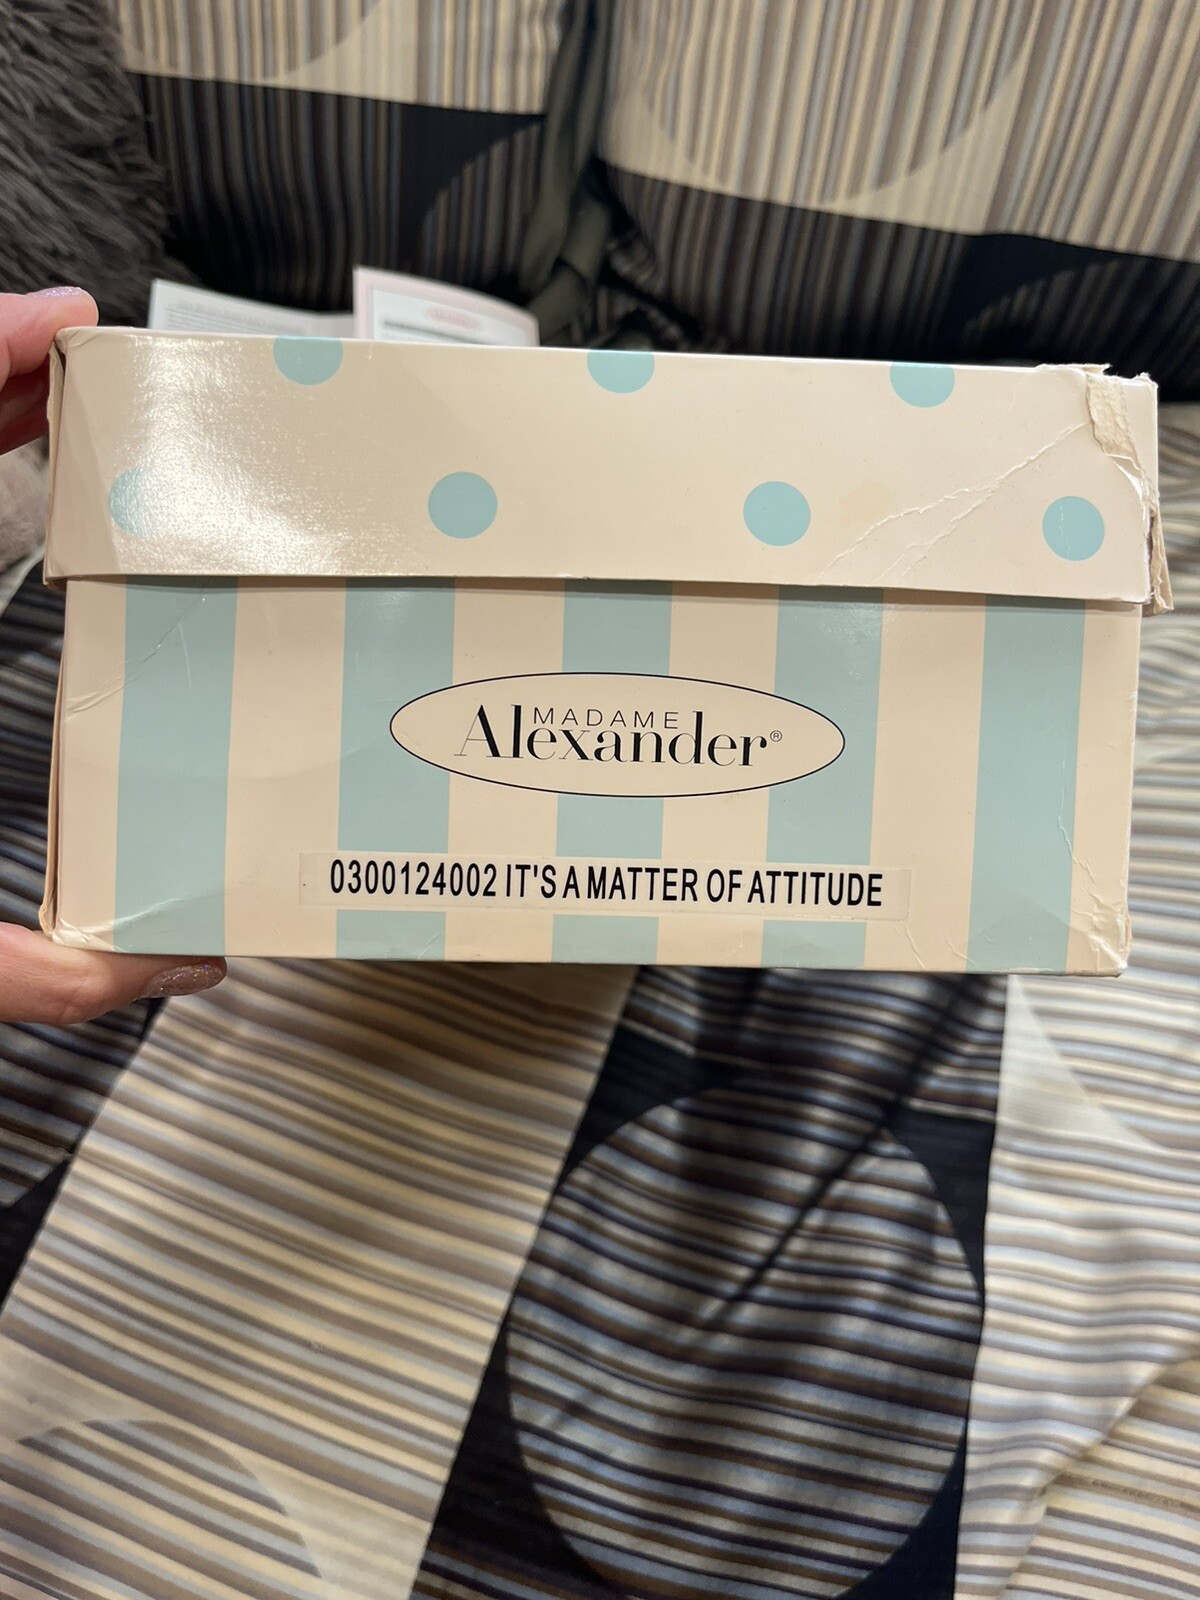 MADAME
Alexander®
0300124002 IT'S A MATTER OF ATTITUDE